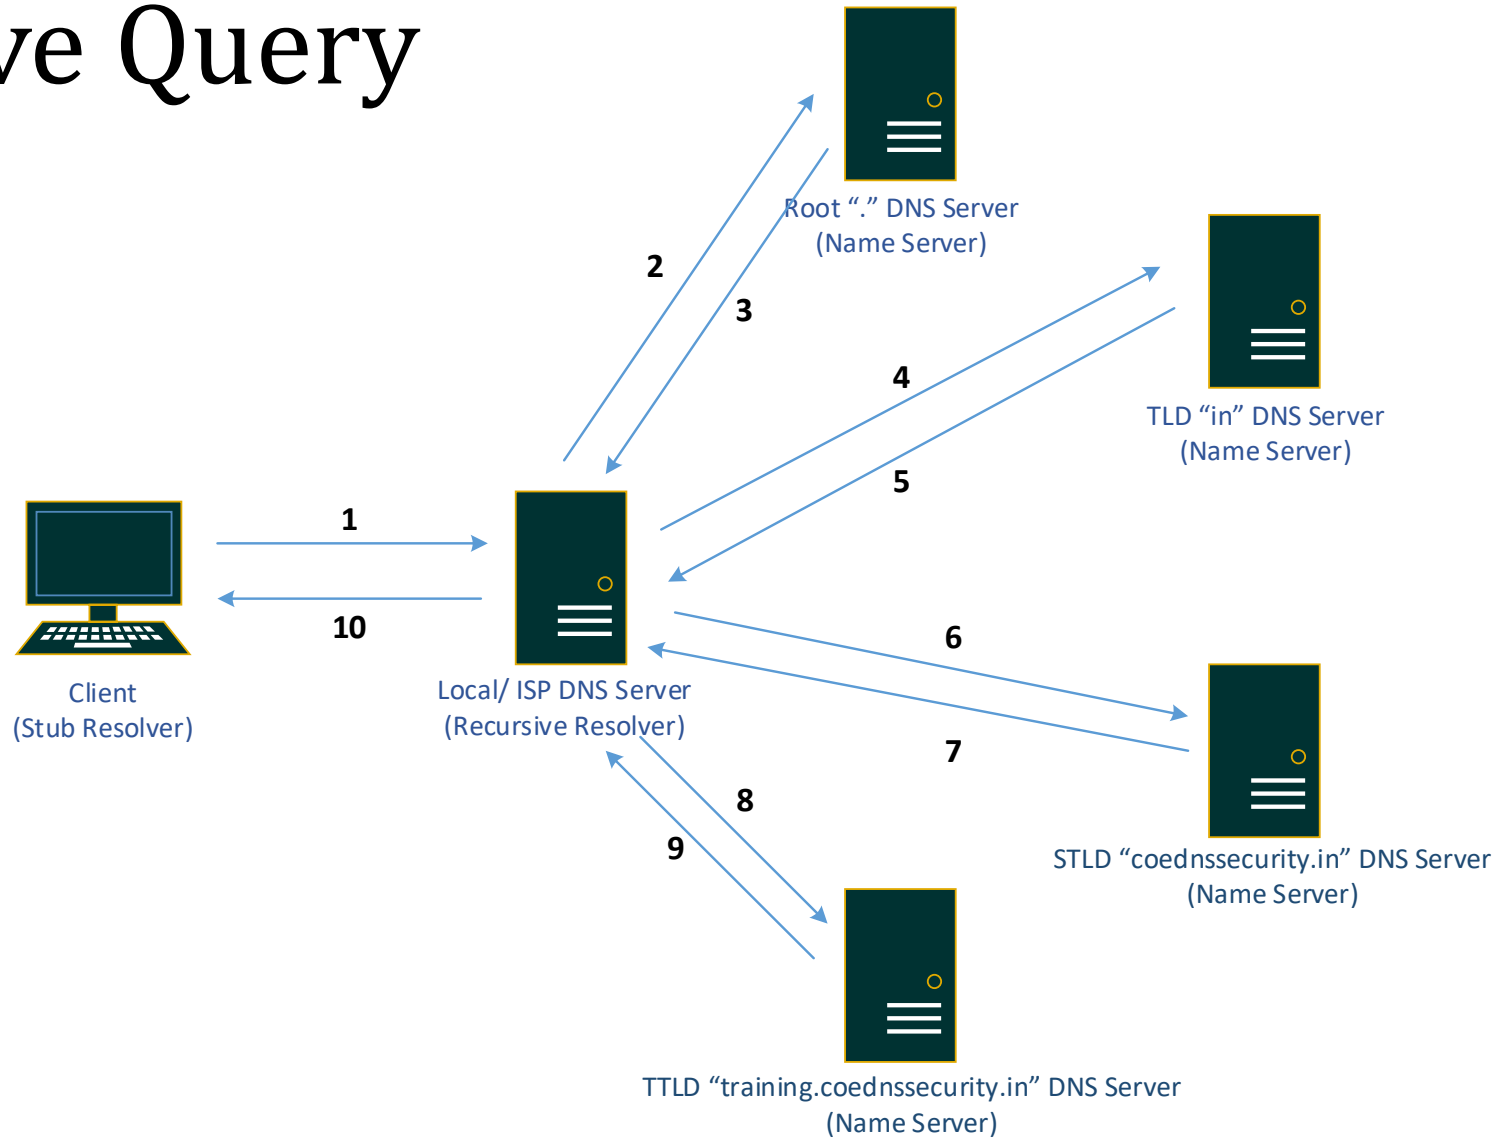 ve Query
Root “.” DNS Server
(Name Server)
2
3
4
TLD “in” DNS Server
(Name Server)
5
1
10
Client
(Stub Resolver)
Local/ ISP DNS Server
(Recursive Resolver)
6
7
8
9
STLD “coednssecurity.in” DNS Server
(Name Server)
TTLD “training.coednssecurity.in” DNS Server
(Name Server)